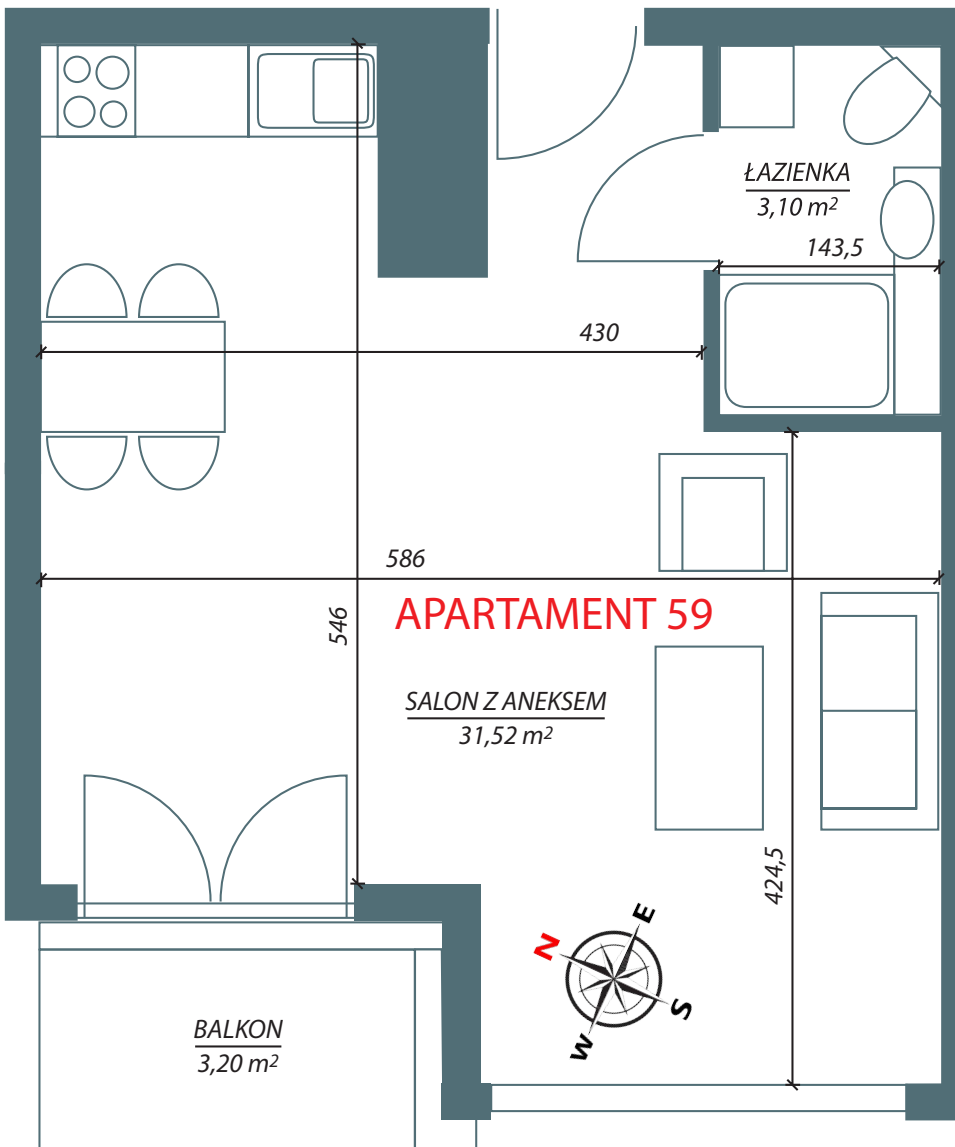 ŁAZIENKA
3,10 m²
143,5
430
586
546
APARTAMENT 59
SALON Z ANEKSEM
31,52 m²
424,5
N
E
S
W
BALKON
3,20 m²